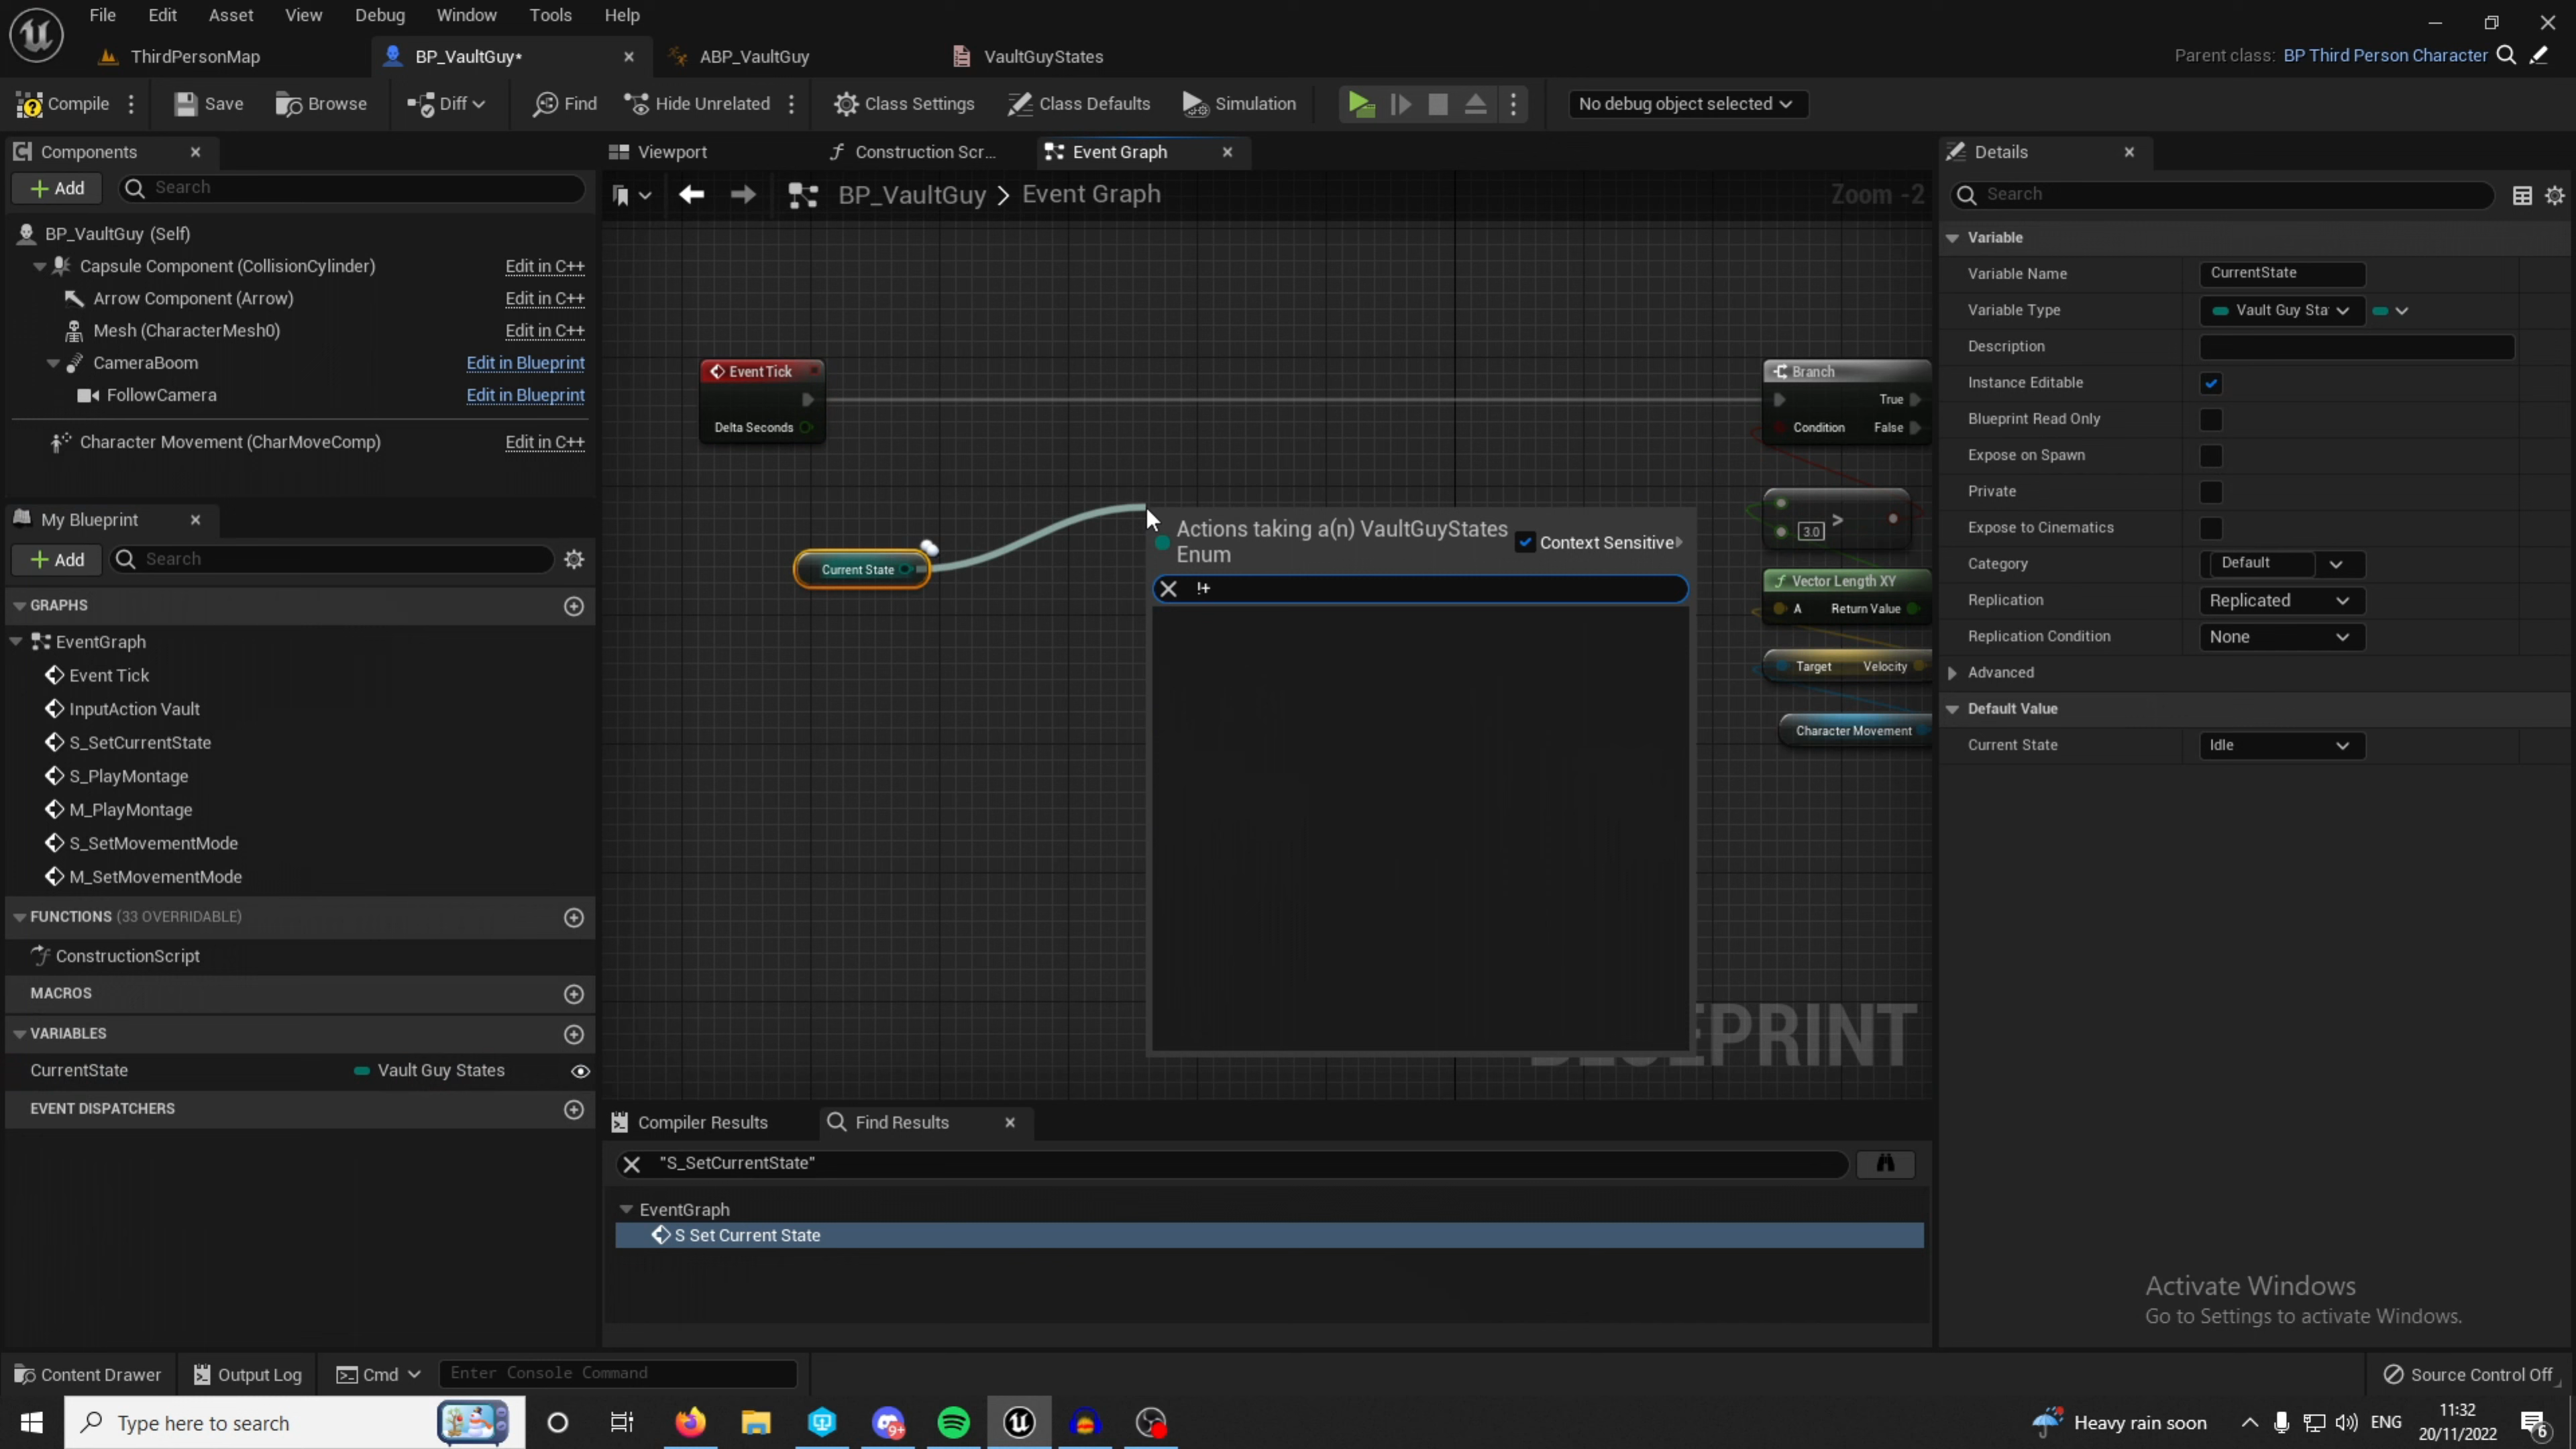 File Edit Asset View Debug Window Tools Help
ThirdPersonMap
BP_VaultGuy*
ABP_VaultGuy
VaultGuyStates
Parent class: BP Third Person Character
Compile Save Browse Diff Find Hide Unrelated Class Settings Class Defaults Simulation No debug object selected
Components
Add
Search
BP_VaultGuy (Self)
Capsule Component (CollisionCylinder) Edit in C++
Arrow Component (Arrow) Edit in C++
Mesh (CharacterMesh0) Edit in C++
CameraBoom Edit in Blueprint
FollowCamera Edit in Blueprint
Character Movement (CharMoveComp) Edit in C++
My Blueprint
Add
Search
GRAPHS
EventGraph
Event Tick
InputAction Vault
S_SetCurrentState
S_PlayMontage
M_PlayMontage
S_SetMovementMode
M_SetMovementMode
FUNCTIONS (33 OVERRIDABLE)
ConstructionScript
MACROS
VARIABLES
CurrentState Vault Guy States
EVENT DISPATCHERS
Viewport
Construction Scr...
Event Graph
BP_VaultGuy > Event Graph
Zoom -2
Event Tick
Delta Seconds
Current State
Actions taking a(n) VaultGuyStates
Enum
Context Sensitive
!+
Branch
True
Condition False
3.0 >
Vector Length XY
A Return Value
Target Velocity
Character Movement
BLUEPRINT
Compiler Results
Find Results
"S_SetCurrentState"
EventGraph
S Set Current State
Details
Search
Variable
Variable Name CurrentState
Variable Type Vault Guy Sta
Description
Instance Editable
Blueprint Read Only
Expose on Spawn
Private
Expose to Cinematics
Category Default
Replication Replicated
Replication Condition None
Advanced
Default Value
Current State Idle
Activate Windows
Go to Settings to activate Windows.
Content Drawer Output Log Cmd Enter Console Command
Source Control Off
Type here to search
9+
Heavy rain soon
ENG
11:32
20/11/2022
6